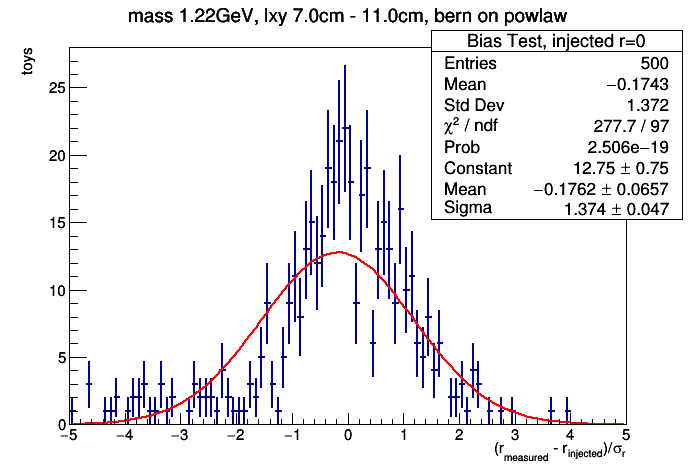 mass 1.22GeV, lxy 7.0cm - 11.0cm, bern on powlaw
toys
Bias Test, injected r=0
Entries 500
Mean −0.1743
Std Dev 1.372
χ² / ndf 277.7 / 97
Prob 2.506e−19
Constant 12.75 ± 0.75
Mean −0.1762 ± 0.0657
Sigma 1.374 ± 0.047
25
20
15
10
5
0
−5 −4 −3 −2 −1 0 1 2 3 4 5
(r_measured - r_injected)/σ_r